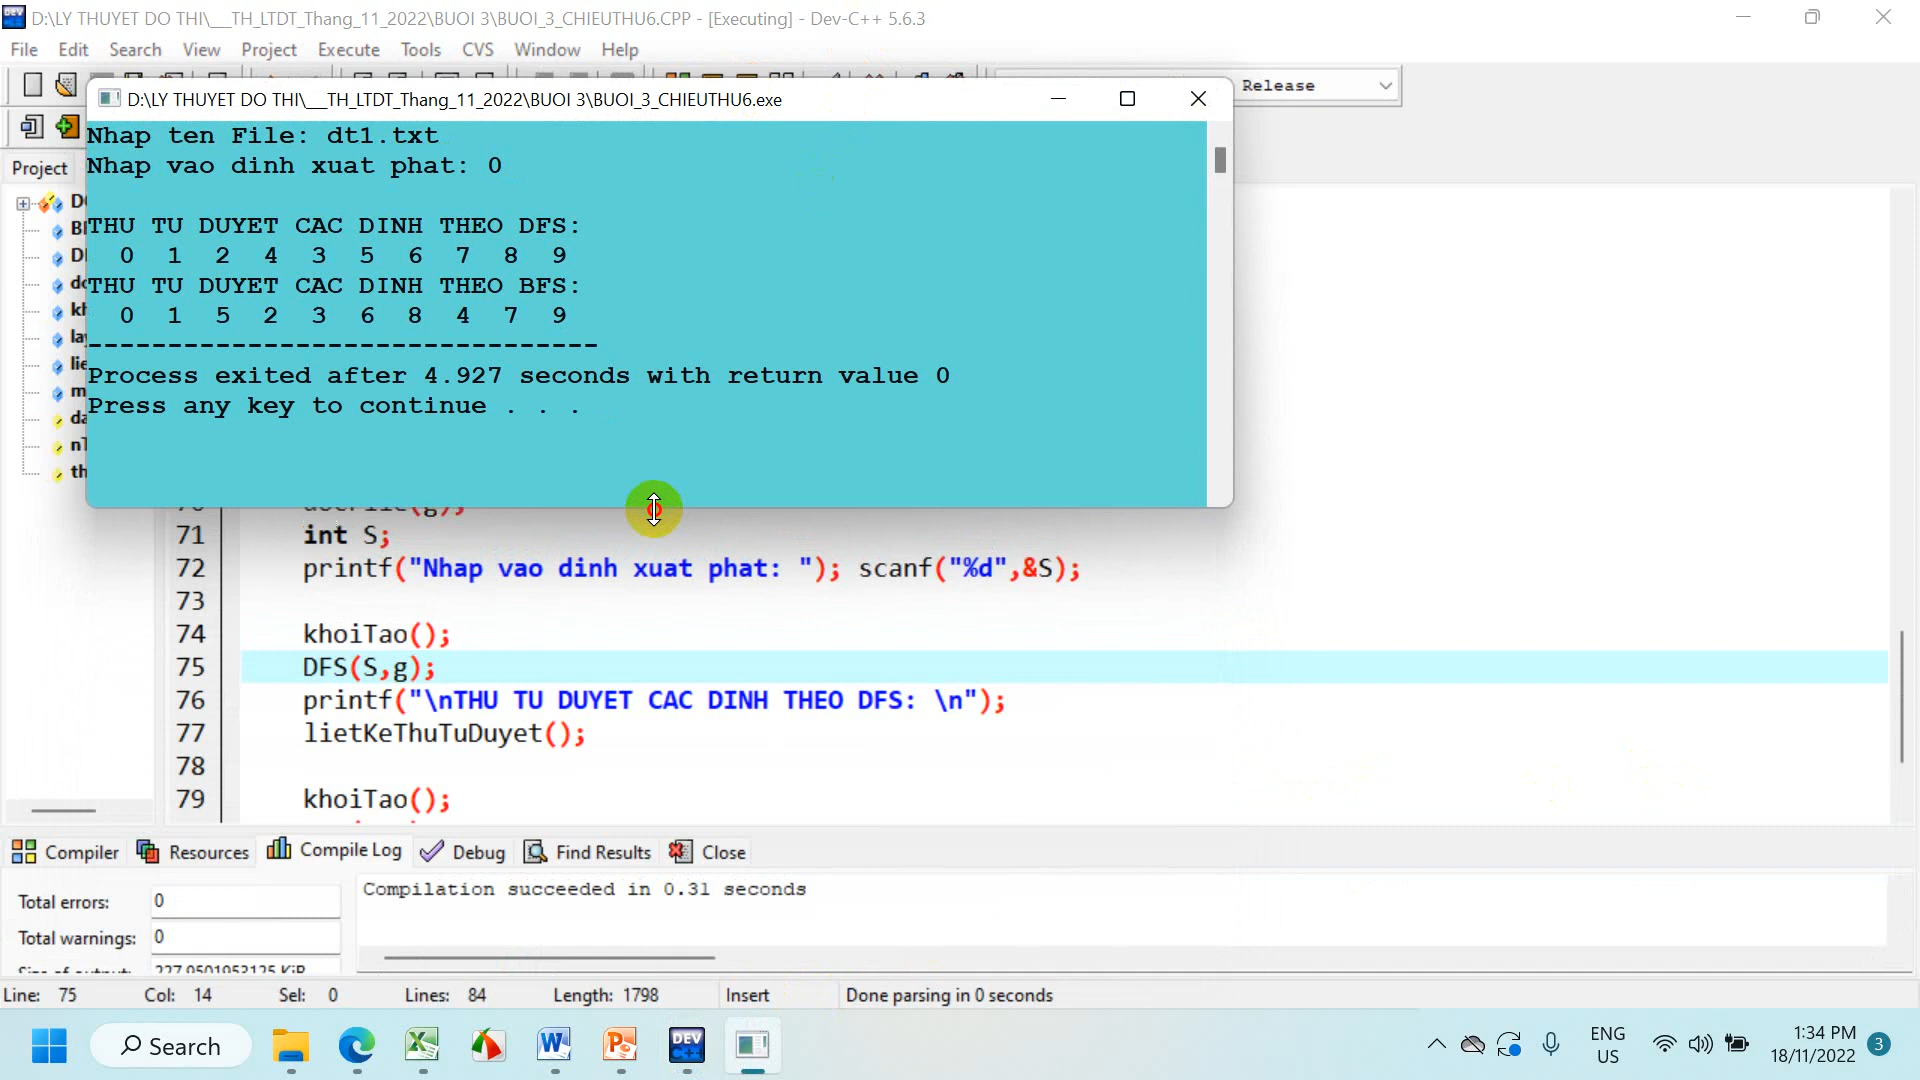 D:\LY THUYET DO THI\___TH_LTDT_Thang_11_2022\BUOI 3\BUOI_3_CHIEUTHU6.CPP - [Executing] - Dev-C++ 5.6.3
File Edit Search View Project Execute Tools CVS Window Help
Release
D:\LY THUYET DO THI\___TH_LTDT_Thang_11_2022\BUOI 3\BUOI_3_CHIEUTHU6.exe
Nhap ten File: dt1.txt
Nhap vao dinh xuat phat: 0
THU TU DUYET CAC DINH THEO DFS:
0 1 2 4 3 5 6 7 8 9
THU TU DUYET CAC DINH THEO BFS:
0 1 5 2 3 6 8 4 7 9
--------------------------------
Process exited after 4.927 seconds with return value 0
Press any key to continue . . .
Project
71 int S;
72 printf("Nhap vao dinh xuat phat: "); scanf("%d",&S);
73
74 khoiTao();
75 DFS(S,g);
76 printf("\nTHU TU DUYET CAC DINH THEO DFS: \n");
77 lietKeThuTuDuyet();
78
79 khoiTao();
Compiler Resources Compile Log Debug Find Results Close
Total errors: 0
Total warnings: 0
Compilation succeeded in 0.31 seconds
Line: 75 Col: 14 Sel: 0 Lines: 84 Length: 1798 Insert Done parsing in 0 seconds
Search
DEV C++
ENG
US
1:34 PM
18/11/2022
3